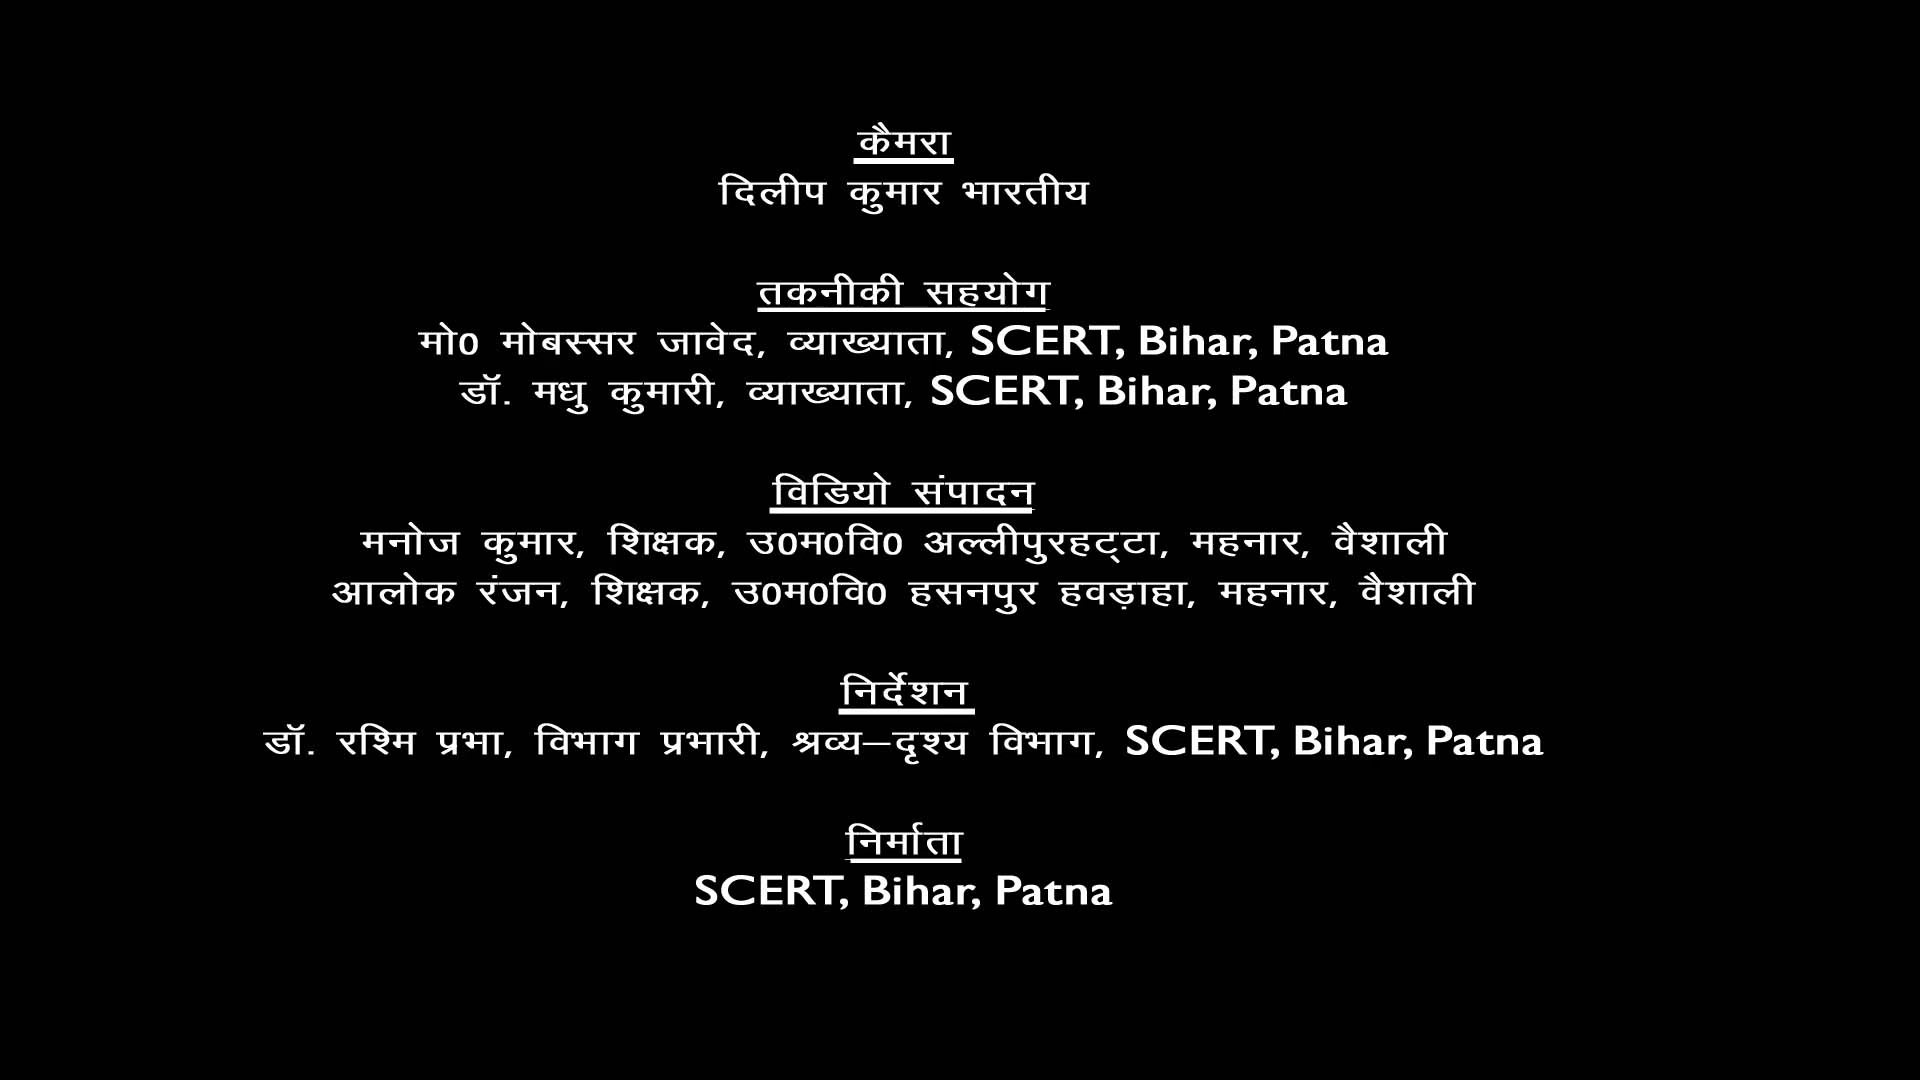 कैमरा
दिलीप कुमार भारतीय
तकनीकी सहयोग
मो0 मोबस्सर जावेद, व्याख्याता, SCERT, Bihar, Patna
डॉ. मधु कुमारी, व्याख्याता, SCERT, Bihar, Patna
विडियो संपादन
मनोज कुमार, शिक्षक, उ0म0वि0 अल्लीपुरहट्टा, महनार, वैशाली
आलोक रंजन, शिक्षक, उ0म0वि0 हसनपुर हवड़ाहा, महनार, वैशाली
निर्देशन
डॉ. रश्मि प्रभा, विभाग प्रभारी, श्रव्य–दृश्य विभाग, SCERT, Bihar, Patna
निर्माता
SCERT, Bihar, Patna